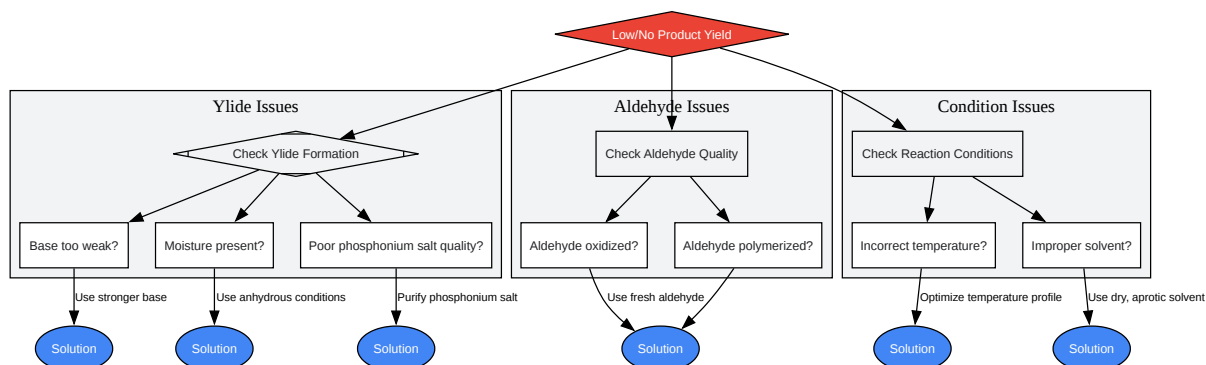 Low/No Product Yield
Ylide Issues
Aldehyde Issues
Condition Issues
Check Ylide Formation
Check Aldehyde Quality
Check Reaction Conditions
Base too weak?
Moisture present?
Poor phosphonium salt quality?
Aldehyde oxidized?
Aldehyde polymerized?
Incorrect temperature?
Improper solvent?
Use stronger base
Use anhydrous conditions
Purify phosphonium salt
Use fresh aldehyde
Optimize temperature profile
Use dry, aprotic solvent
Solution
Solution
Solution
Solution
Solution
Solution